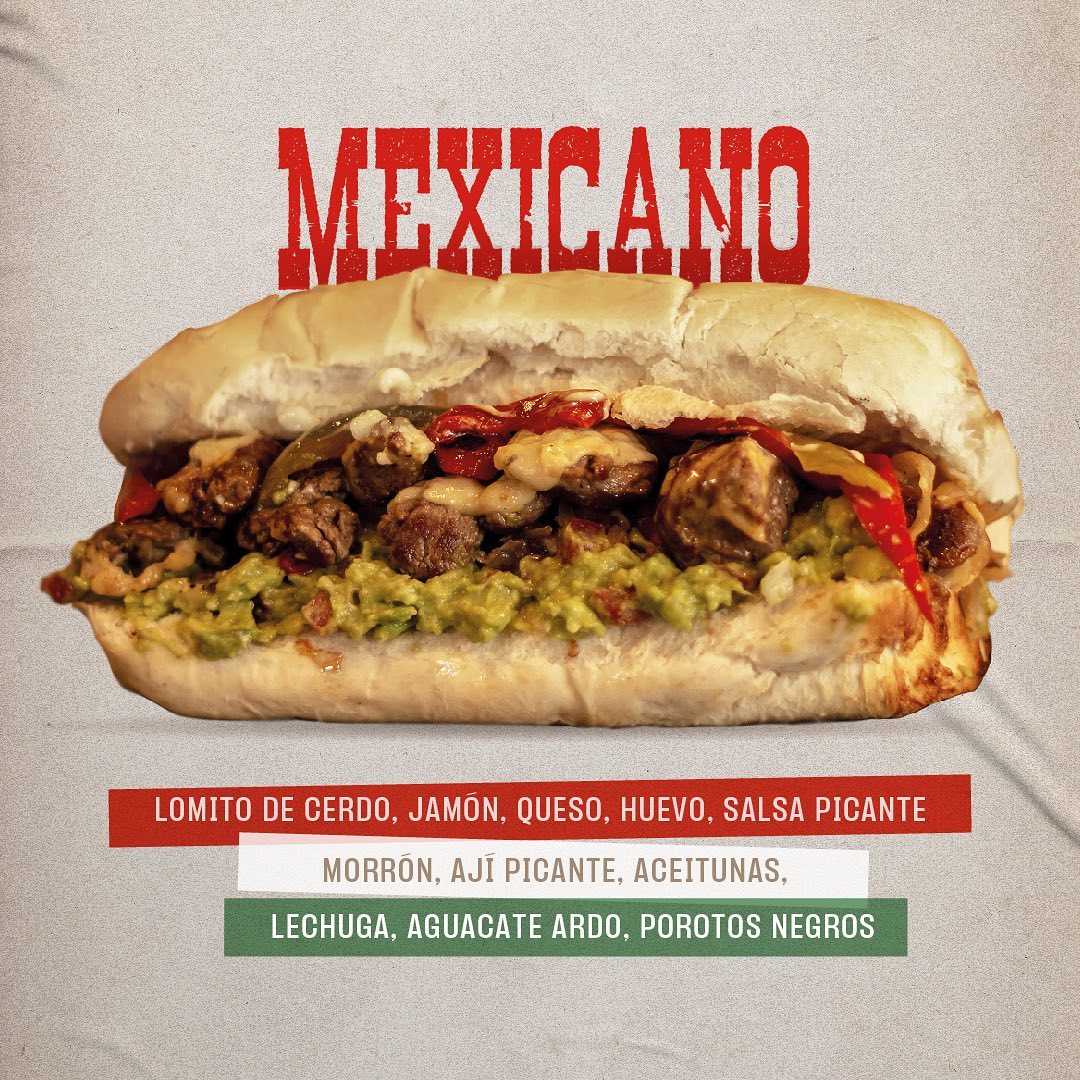 MEXICANO
LOMITO DE CERDO, JAMÓN, QUESO, HUEVO, SALSA PICANTE
MORRÓN, AJÍ PICANTE, ACEITUNAS,
LECHUGA, AGUACATE ARDO, POROTOS NEGROS